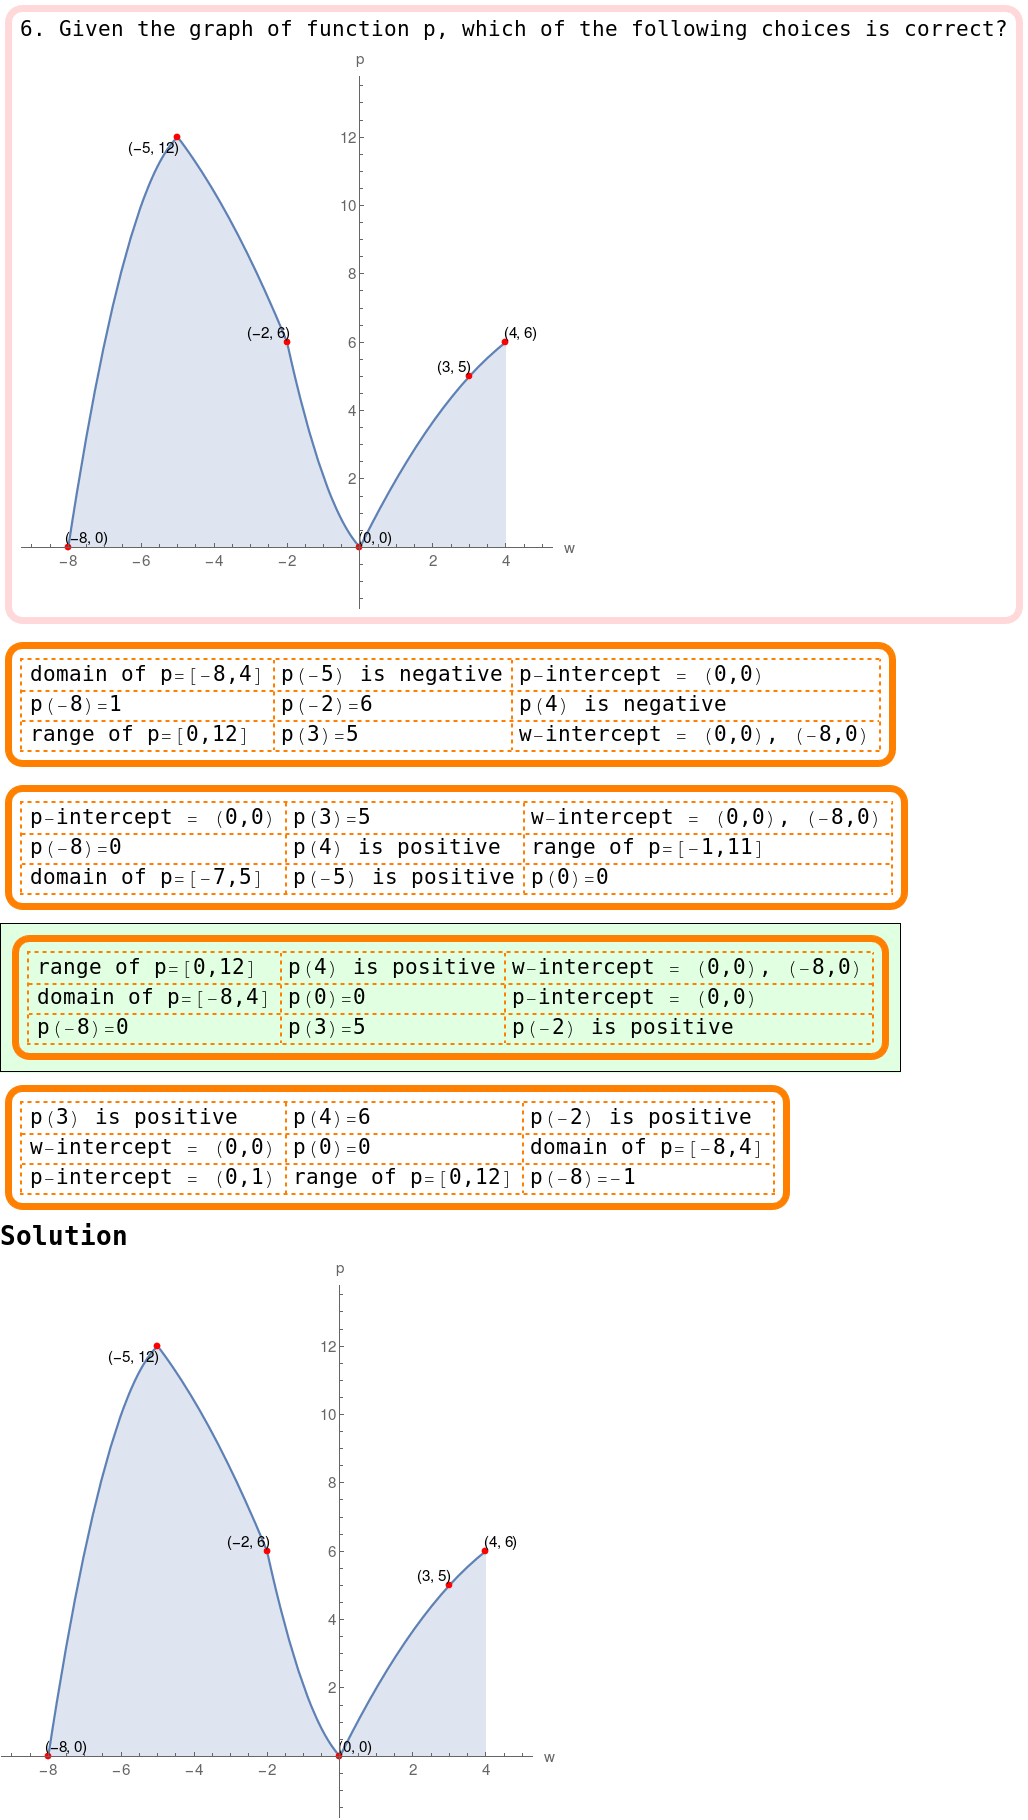 6. Given the graph of function p, which of the following choices is correct?
p
12
(−5, 12)
10
8
(−2, 6)
6
(4, 6)
(3, 5)
4
2
(−8, 0)
(0, 0)
w
−8 −6 −4 −2 2 4
domain of p=[-8,4] p(-5) is negative p-intercept = (0,0)
p(-8)=1 p(-2)=6 p(4) is negative
range of p=[0,12] p(3)=5 w-intercept = (0,0), (-8,0)
p-intercept = (0,0) p(3)=5 w-intercept = (0,0), (-8,0)
p(-8)=0 p(4) is positive range of p=[-1,11]
domain of p=[-7,5] p(-5) is positive p(0)=0
range of p=[0,12] p(4) is positive w-intercept = (0,0), (-8,0)
domain of p=[-8,4] p(0)=0 p-intercept = (0,0)
p(-8)=0 p(3)=5 p(-2) is positive
p(3) is positive p(4)=6 p(-2) is positive
w-intercept = (0,0) p(0)=0 domain of p=[-8,4]
p-intercept = (0,1) range of p=[0,12] p(-8)=-1
Solution
p
12
(−5, 12)
10
8
(−2, 6)
6
(4, 6)
(3, 5)
4
2
(−8, 0)
(0, 0)
w
−8 −6 −4 −2 2 4